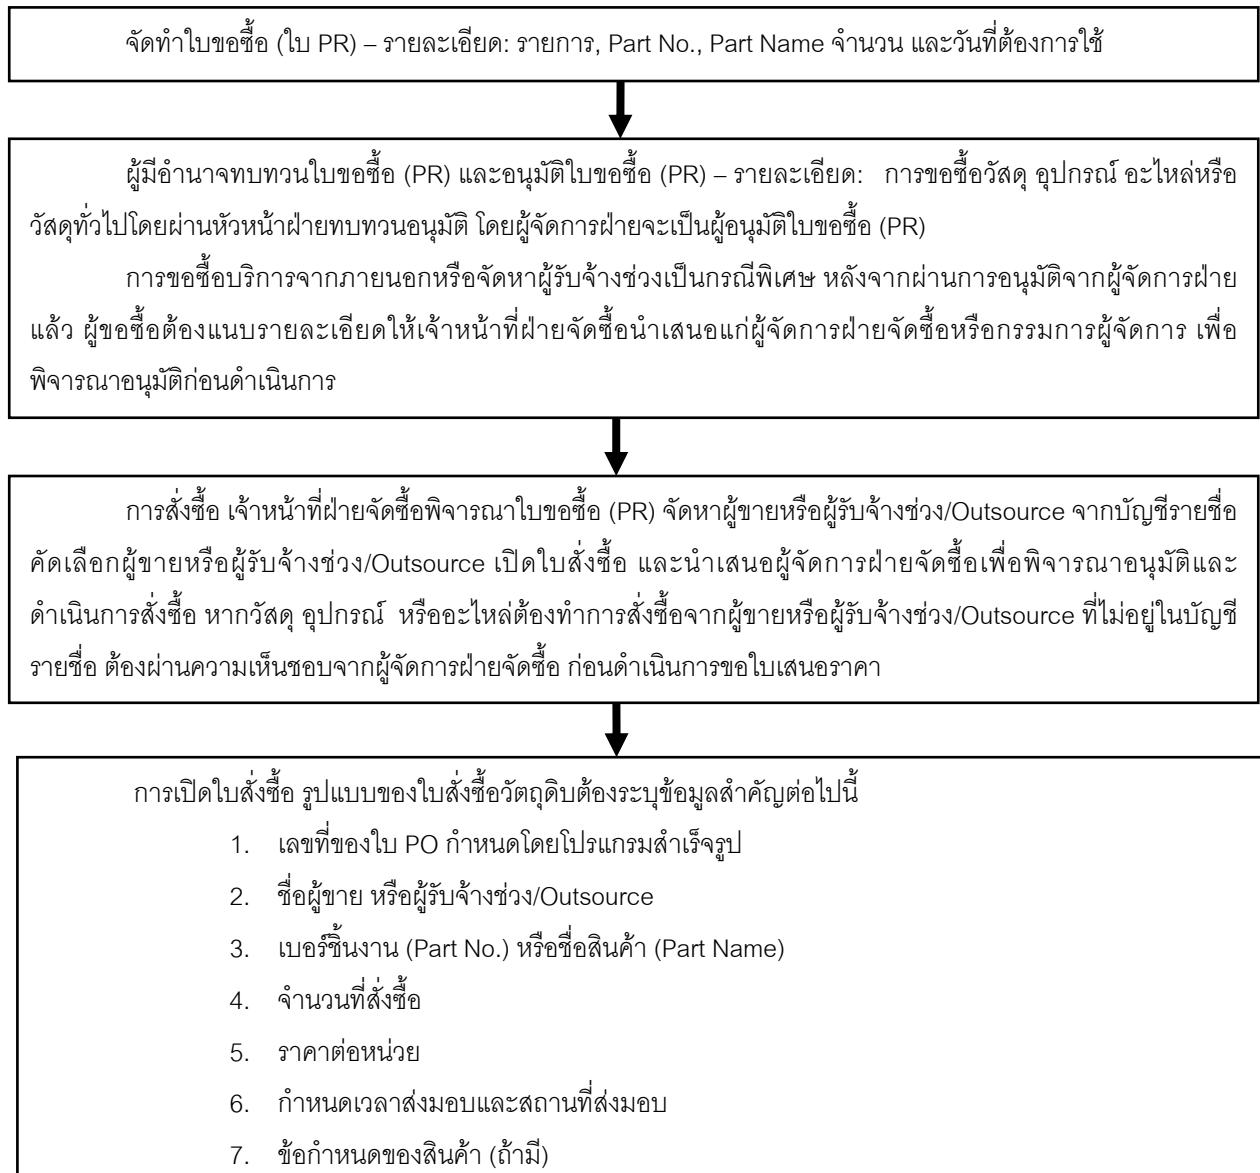 จัดทำใบขอซื้อ (ใบ PR) – รายละเอียด: รายการ, Part No., Part Name จำนวน และวันที่ต้องการใช้
ผู้มีอำนาจทบทวนใบขอซื้อ (PR) และอนุมัติใบขอซื้อ (PR) – รายละเอียด: การขอซื้อวัสดุ อุปกรณ์ อะไหล่หรือ
วัสดุทั่วไปโดยผ่านหัวหน้าฝ่ายทบทวนอนุมัติ โดยผู้จัดการฝ่ายจะเป็นผู้อนุมัติใบขอซื้อ (PR)
การขอซื้อบริการจากภายนอกหรือจัดหาผู้รับจ้างช่วงเป็นกรณีพิเศษ หลังจากผ่านการอนุมัติจากผู้จัดการฝ่าย
แล้ว ผู้ขอซื้อต้องแนบรายละเอียดให้เจ้าหน้าที่ฝ่ายจัดซื้อนำเสนอแก่ผู้จัดการฝ่ายจัดซื้อหรือกรรมการผู้จัดการ เพื่อ
พิจารณาอนุมัติก่อนดำเนินการ
การสั่งซื้อ เจ้าหน้าที่ฝ่ายจัดซื้อพิจารณาใบขอซื้อ (PR) จัดหาผู้ขายหรือผู้รับจ้างช่วง/Outsource จากบัญชีรายชื่อ
คัดเลือกผู้ขายหรือผู้รับจ้างช่วง/Outsource เปิดใบสั่งซื้อ และนำเสนอผู้จัดการฝ่ายจัดซื้อเพื่อพิจารณาอนุมัติและ
ดำเนินการสั่งซื้อ หากวัสดุ อุปกรณ์ หรืออะไหล่ต้องทำการสั่งซื้อจากผู้ขายหรือผู้รับจ้างช่วง/Outsource ที่ไม่อยู่ในบัญชี
รายชื่อ ต้องผ่านความเห็นชอบจากผู้จัดการฝ่ายจัดซื้อ ก่อนดำเนินการขอใบเสนอราคา
การเปิดใบสั่งซื้อ รูปแบบของใบสั่งซื้อวัตถุดิบต้องระบุข้อมูลสำคัญต่อไปนี้
1. เลขที่ของใบ PO กำหนดโดยโปรแกรมสำเร็จรูป
2. ชื่อผู้ขาย หรือผู้รับจ้างช่วง/Outsource
3. เบอร์ชิ้นงาน (Part No.) หรือชื่อสินค้า (Part Name)
4. จำนวนที่สั่งซื้อ
5. ราคาต่อหน่วย
6. กำหนดเวลาส่งมอบและสถานที่ส่งมอบ
7. ข้อกำหนดของสินค้า (ถ้ามี)